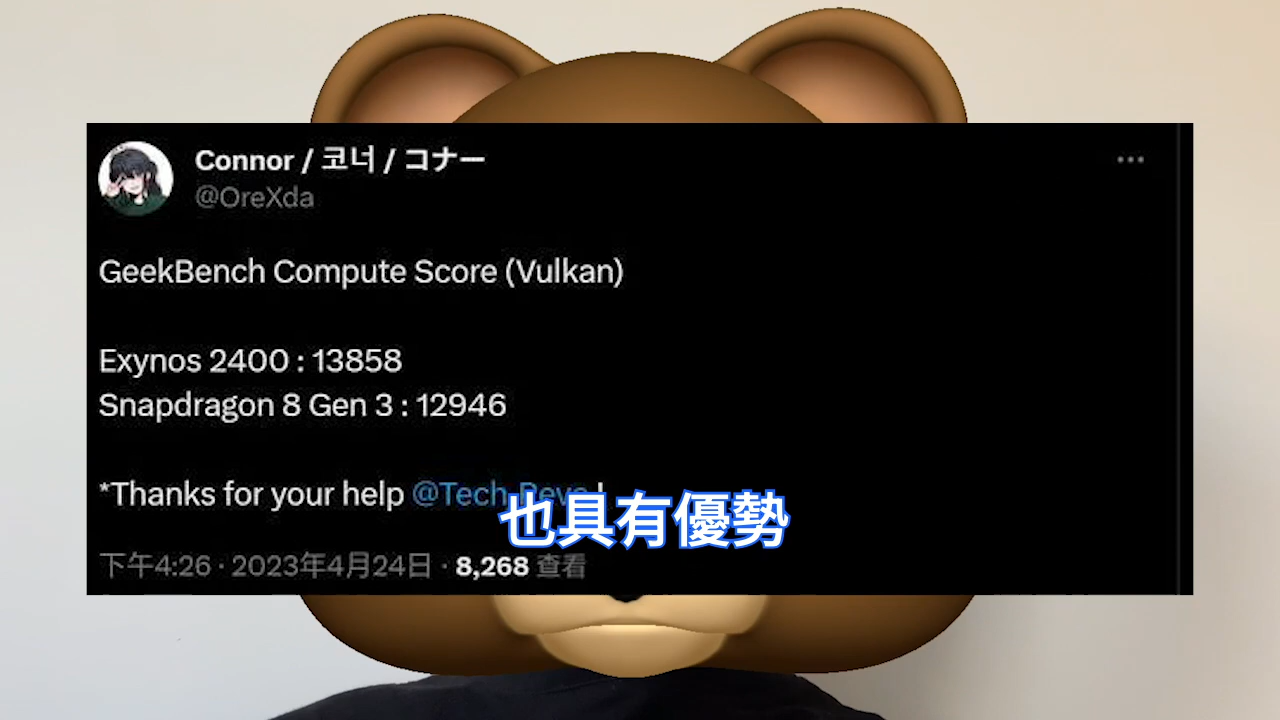 Connor / 코너 / コナー
@OreXda
GeekBench Compute Score (Vulkan)
Exynos 2400 : 13858
Snapdragon 8 Gen 3 : 12946
*Thanks for your help @Tech_Reve !
也具有優勢
下午4:26 · 2023年4月24日 · 8,268 查看